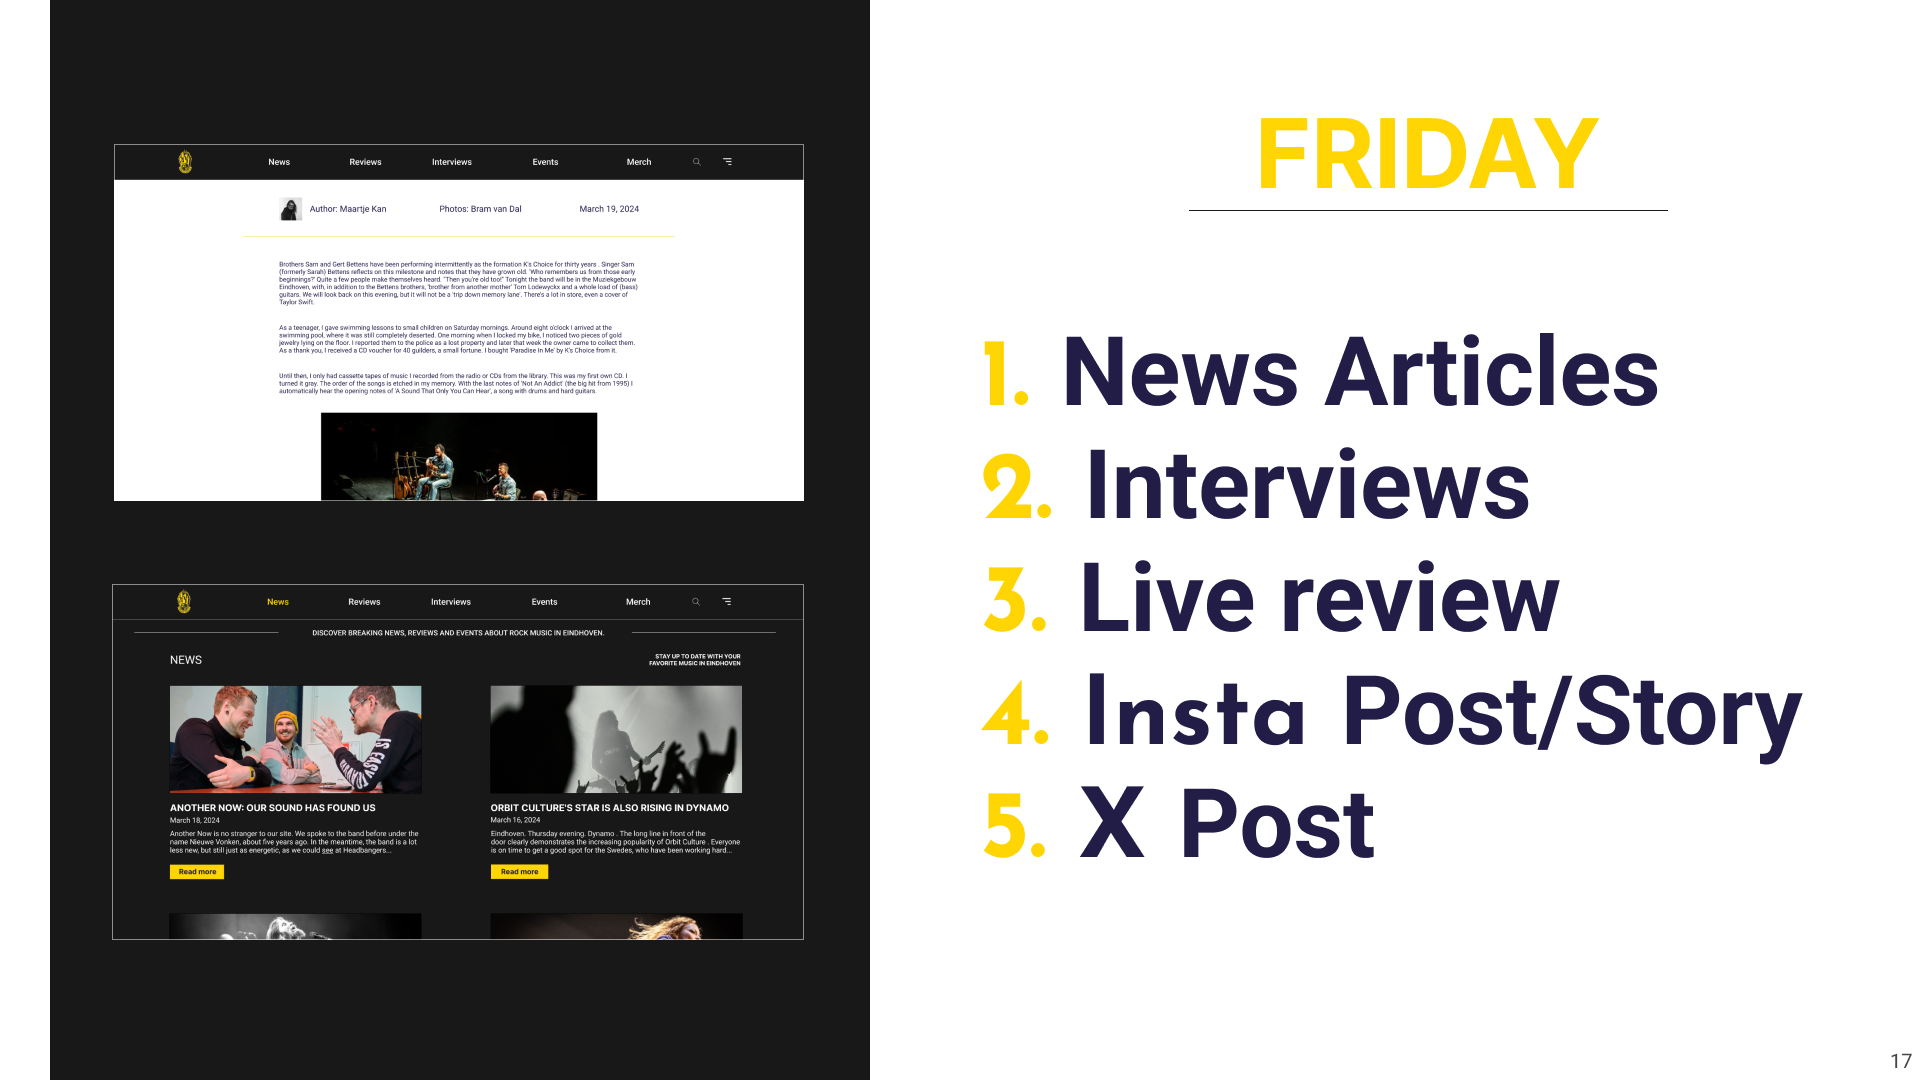 News Reviews Interviews Events Merch
Author: Maartje Kan Photos: Bram van Dal March 19, 2024
Brothers Sam and Gert Bettens have been performing intermittently as the formation K's Choice for thirty years . Singer Sam
(formerly Sarah) Bettens reflects on this milestone and notes that they have grown old. 'Who remembers us from those early
beginnings?' Quite a few people make themselves heard. "Then you're old too!" Tonight the band will be in the Muziekgebouw
Eindhoven, with, in addition to the Bettens brothers, 'brother from another mother' Tom Lodewyckx and a whole load of (bass)
guitars. We will look back on this evening, but it will not be a 'trip down memory lane'. There's a lot in store, even a cover of
Taylor Swift.
As a teenager, I gave swimming lessons to small children on Saturday mornings. Around eight o'clock I arrived at the
swimming pool, where it was still completely deserted. One morning when I locked my bike, I noticed two pieces of gold
jewelry lying on the floor. I reported them to the police as a lost property and later that week the owner came to collect them.
As a thank you, I received a CD voucher for 40 guilders, a small fortune. I bought 'Paradise In Me' by K's Choice from it.
Until then, I only had cassette tapes of music I recorded from the radio or CDs from the library. This was my first own CD. I
turned it gray. The order of the songs is etched in my memory. With the last notes of 'Not An Addict' (the big hit from 1995) I
automatically hear the opening notes of 'A Sound That Only You Can Hear', a song with drums and hard guitars.
News Reviews Interviews Events Merch
DISCOVER BREAKING NEWS, REVIEWS AND EVENTS ABOUT ROCK MUSIC IN EINDHOVEN.
NEWS
STAY UP TO DATE WITH YOUR
FAVORITE MUSIC IN EINDHOVEN
ANOTHER NOW: OUR SOUND HAS FOUND US
March 18, 2024
Another Now is no stranger to our site. We spoke to the band before under the
name Nieuwe Vonken, about five years ago. In the meantime, the band is a lot
less new, but still just as energetic, as we could see at Headbangers...
Read more
ORBIT CULTURE'S STAR IS ALSO RISING IN DYNAMO
March 16, 2024
Eindhoven. Thursday evening. Dynamo . The long line in front of the
door clearly demonstrates the increasing popularity of Orbit Culture . Everyone
is on time to get a good spot for the Swedes, who have been working hard...
Read more
FRIDAY
1. News Articles
2. Interviews
3. Live review
4. Insta Post/Story
5. X Post
17